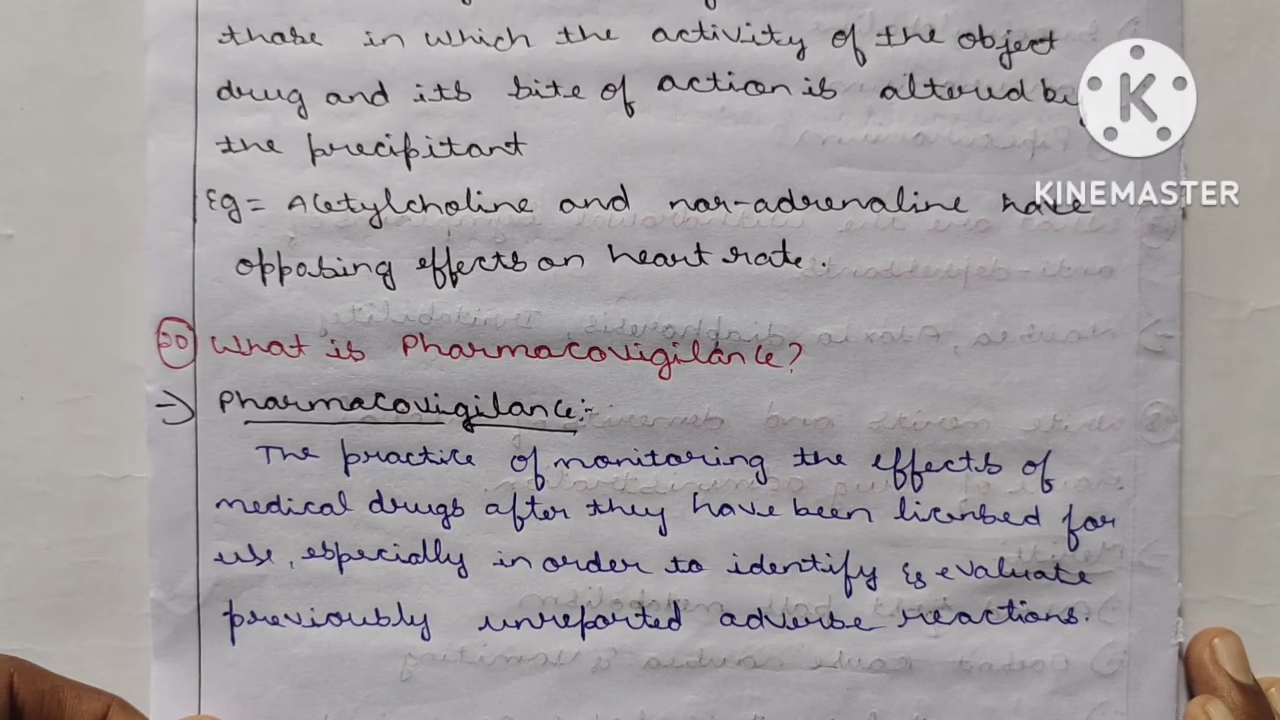 those in which the activity of the object
drug and its site of action is altered by
the precipitant
Eg = Acetylcholine and nor-adrenaline have
opposing effects on heart rate.
20 What is Pharmacovigilance?
→ Pharmacovigilance:-
The practice of monitoring the effects of
medical drugs after they have been licensed for
use, especially in order to identify & evaluate
previously unreported adverse reactions.
K
KINEMASTER